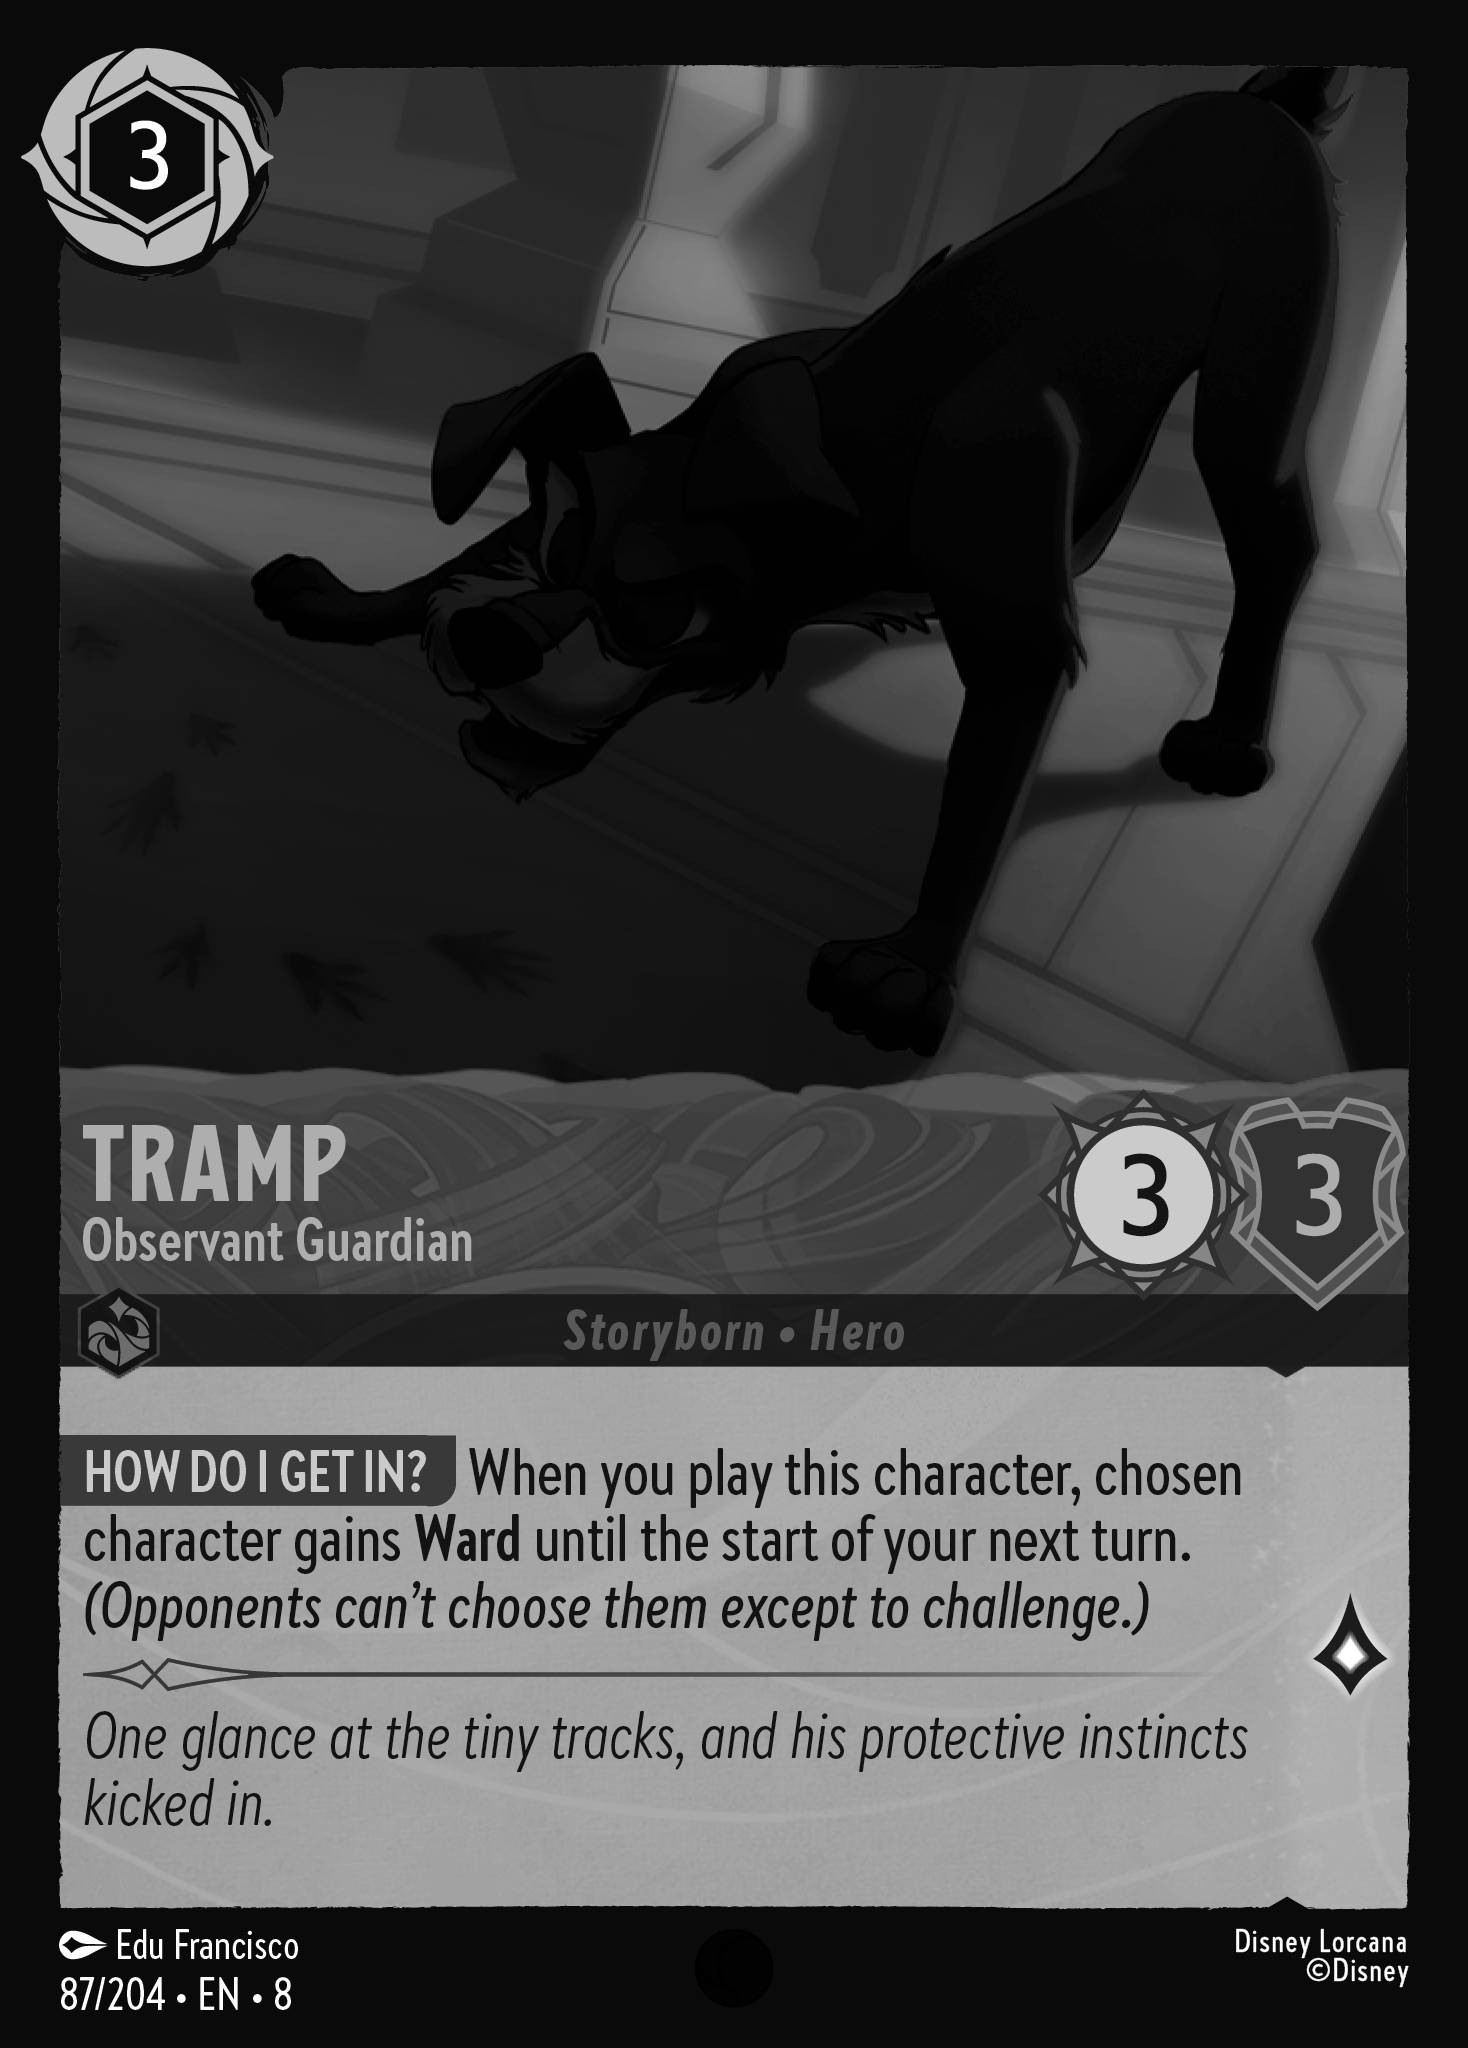 3
TRAMP
Observant Guardian
3 3
Storyborn • Hero
HOW DO I GET IN? When you play this character, chosen
character gains Ward until the start of your next turn.
(Opponents can’t choose them except to challenge.)
One glance at the tiny tracks, and his protective instincts
kicked in.
Edu Francisco
87/204 • EN • 8
Disney Lorcana
©Disney